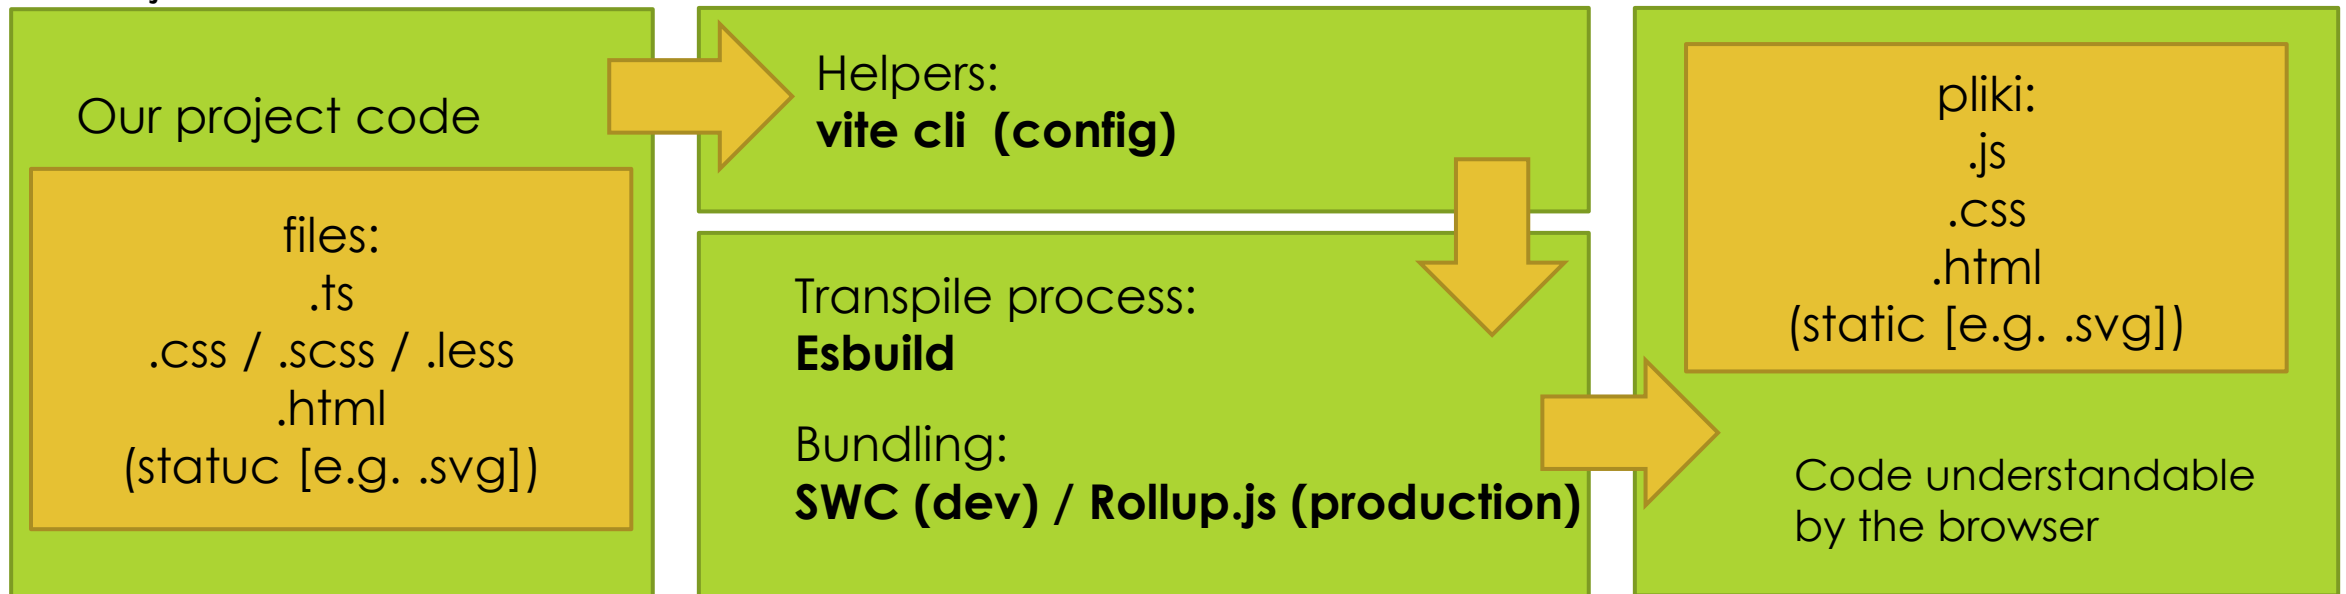 Our project code
files:
.ts
.css / .scss / .less
.html
(statuc [e.g. .svg])
Helpers:
vite cli (config)
Transpile process:
Esbuild
Bundling:
SWC (dev) / Rollup.js (production)
pliki:
.js
.css
.html
(static [e.g. .svg])
Code understandable
by the browser